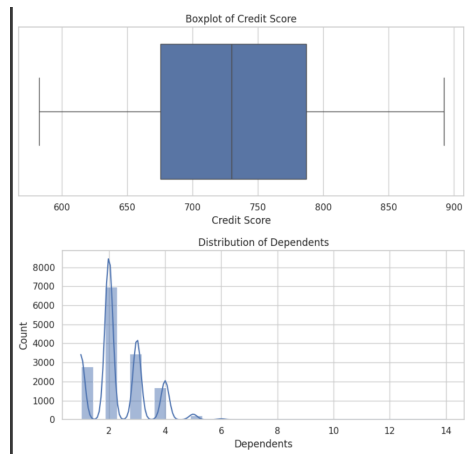 Boxplot of Credit Score
600 650 700 750 800 850 900
Credit Score
Distribution of Dependents
8000
7000
6000
5000
4000
3000
2000
1000
0
2 4 6 8 10 12 14
Count
Dependents